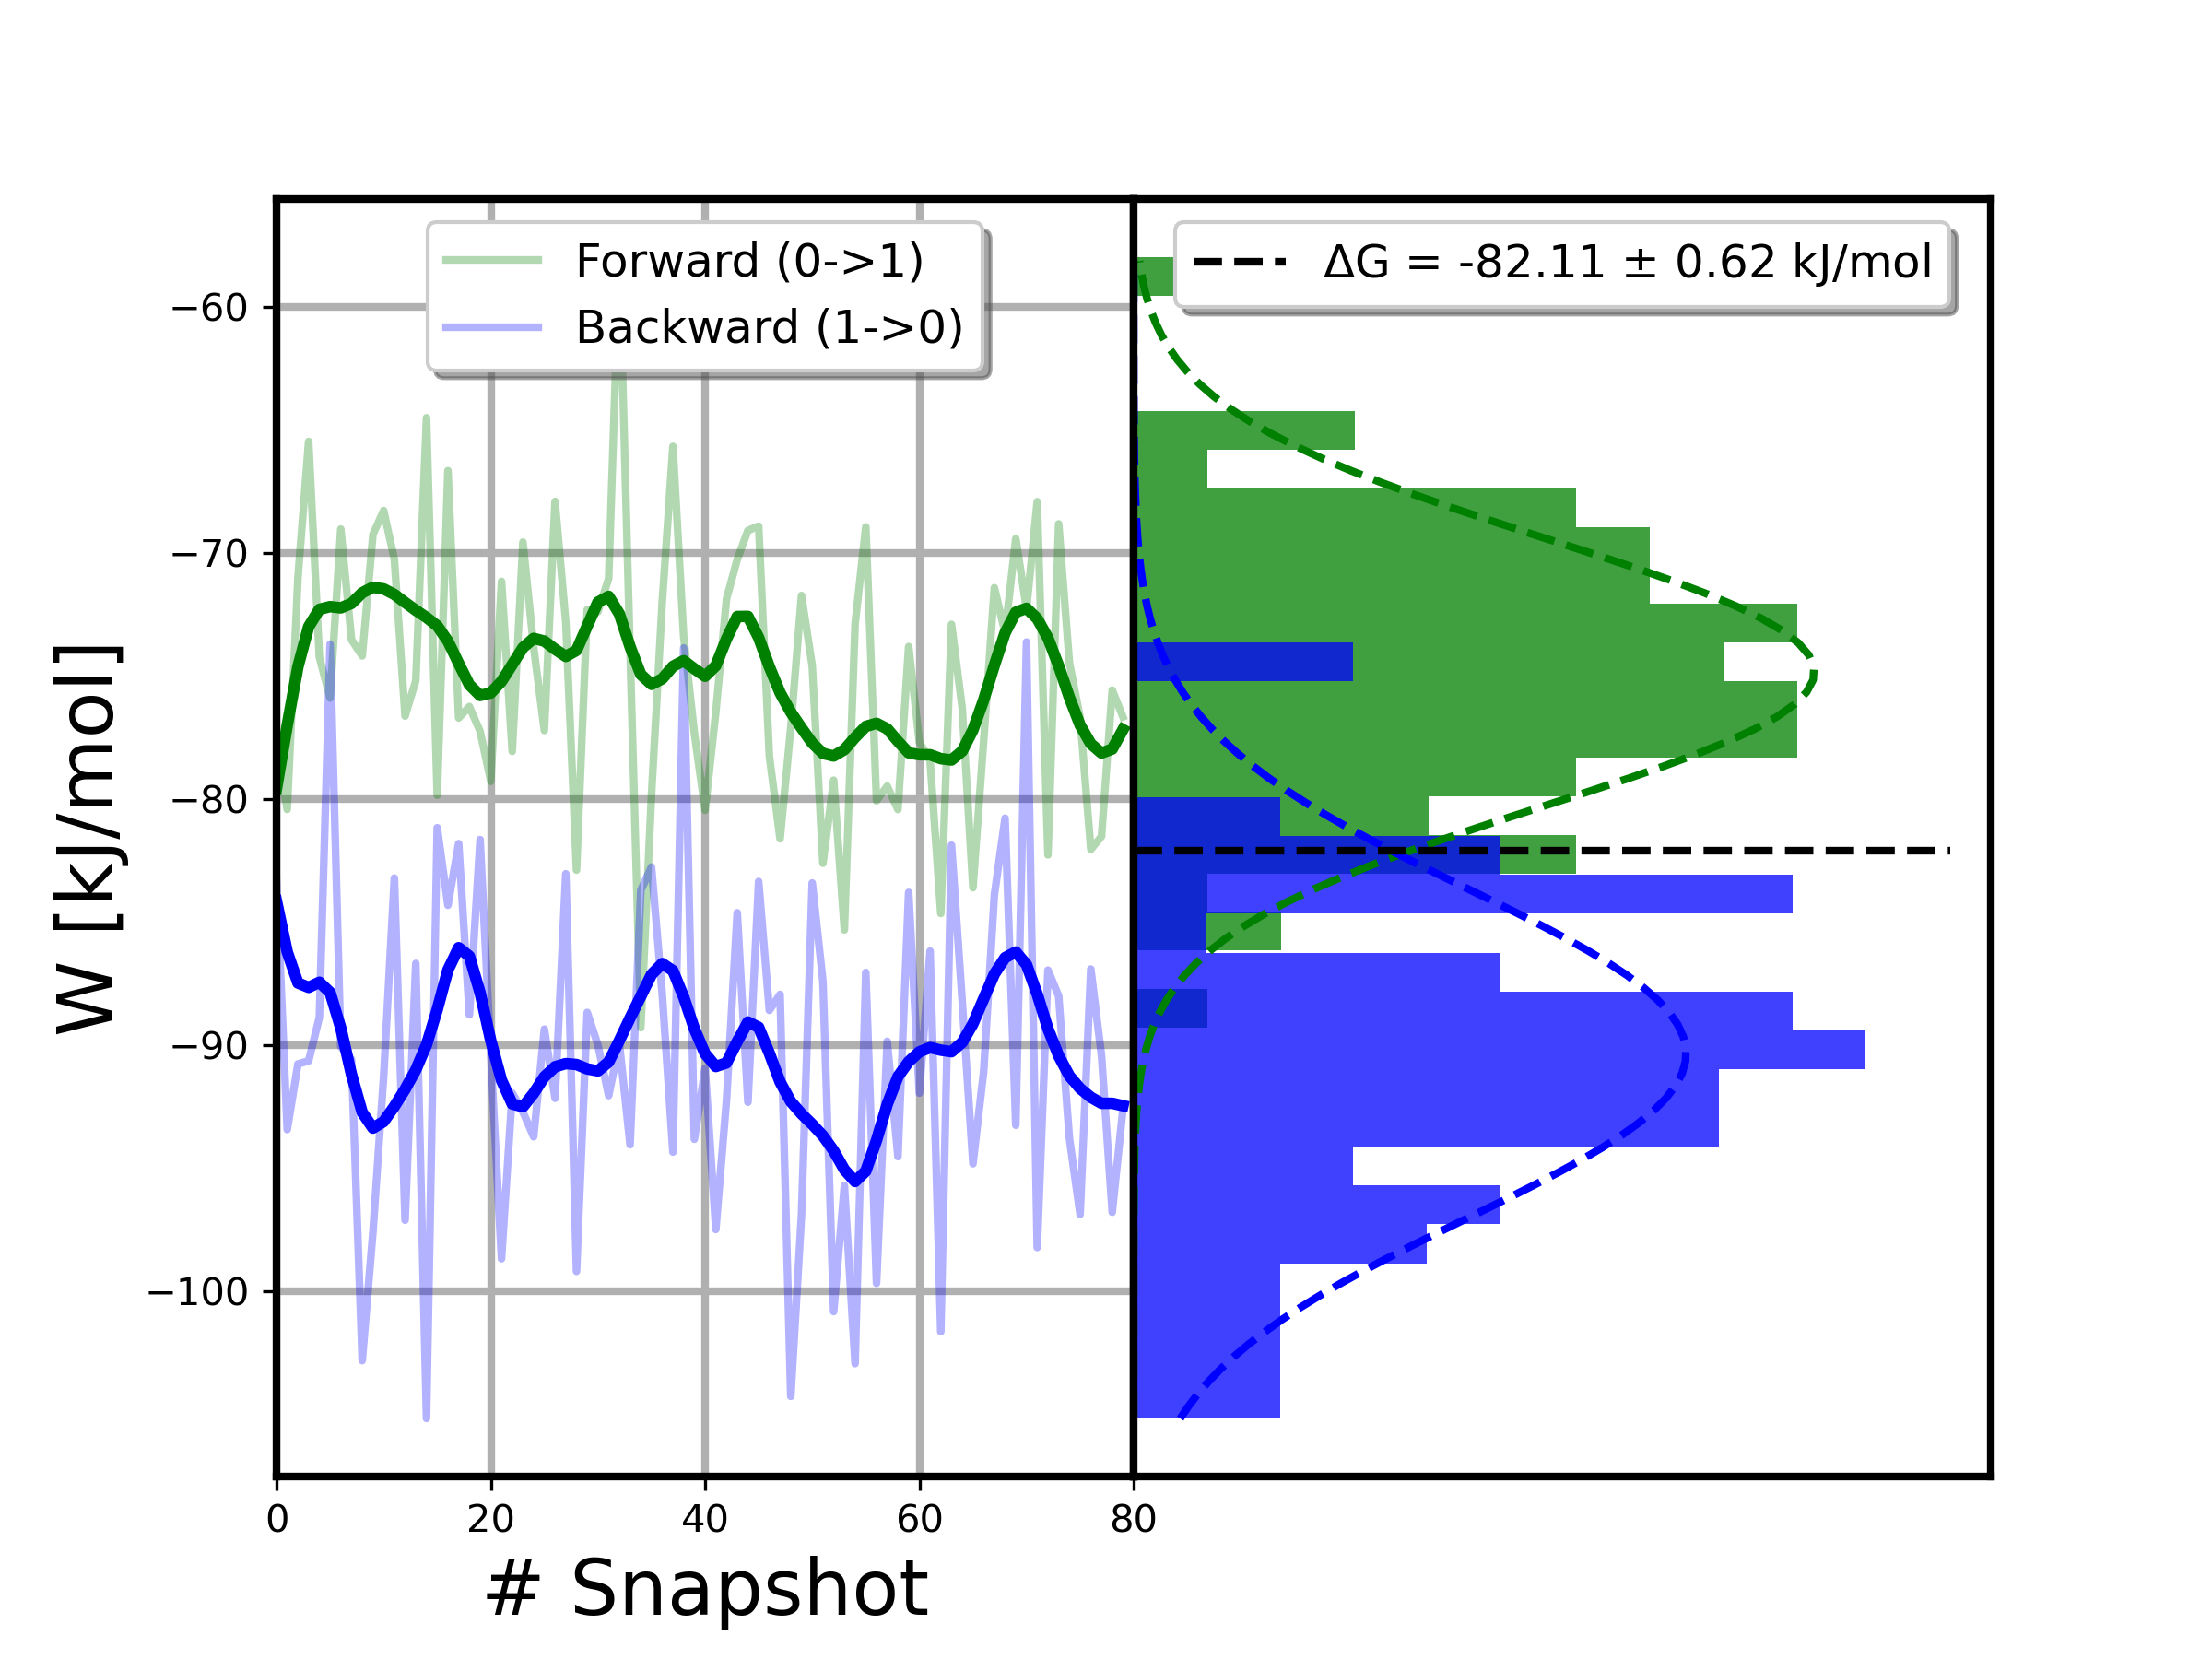 Forward (0->1)
Backward (1->0)
ΔG = -82.11 ± 0.62 kJ/mol
W [kJ/mol]
−60
−70
−80
−90
−100
0 20 40 60 80
# Snapshot